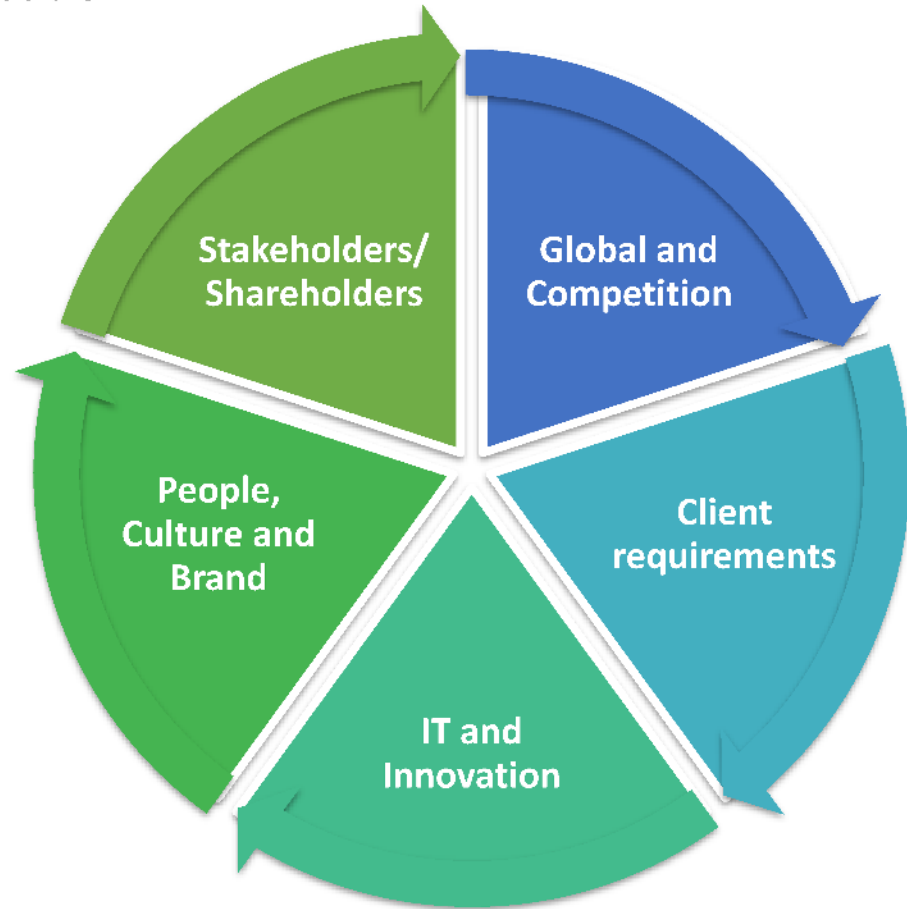 Stakeholders/
Shareholders
Global and
Competition
Client
requirements
IT and
Innovation
People,
Culture and
Brand